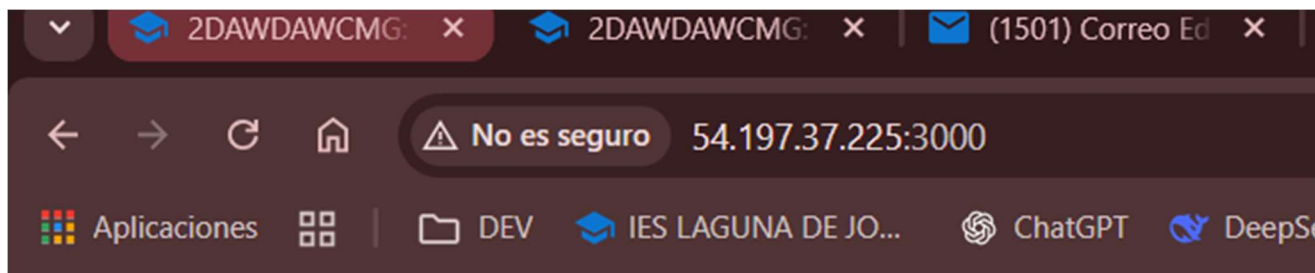 2DAWDAWCMG: 2DAWDAWCMG: (1501) Correo Ed
No es seguro 54.197.37.225:3000
Aplicaciones DEV IES LAGUNA DE JO... ChatGPT DeepSe